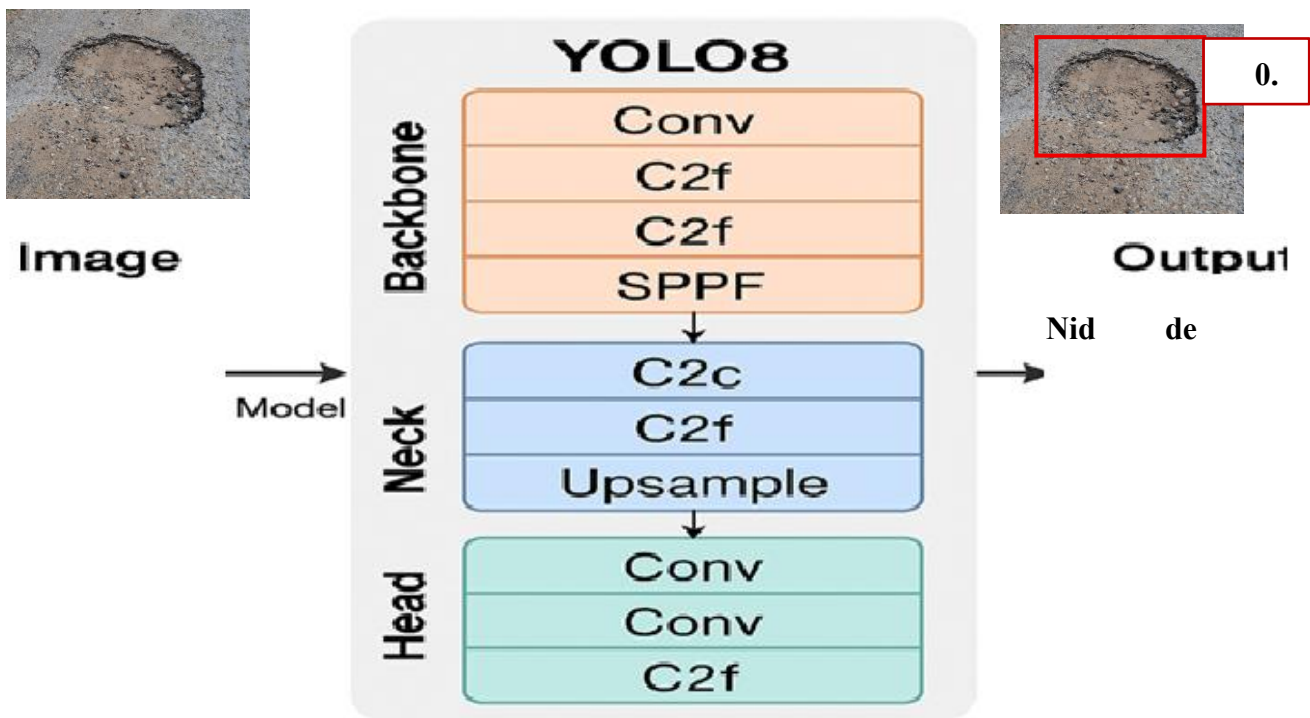 YOLO8
Backbone
Conv
C2f
C2f
SPPF
Neck
C2c
C2f
Upsample
Head
Conv
Conv
C2f
Image
Model
0.
Output
Nid de